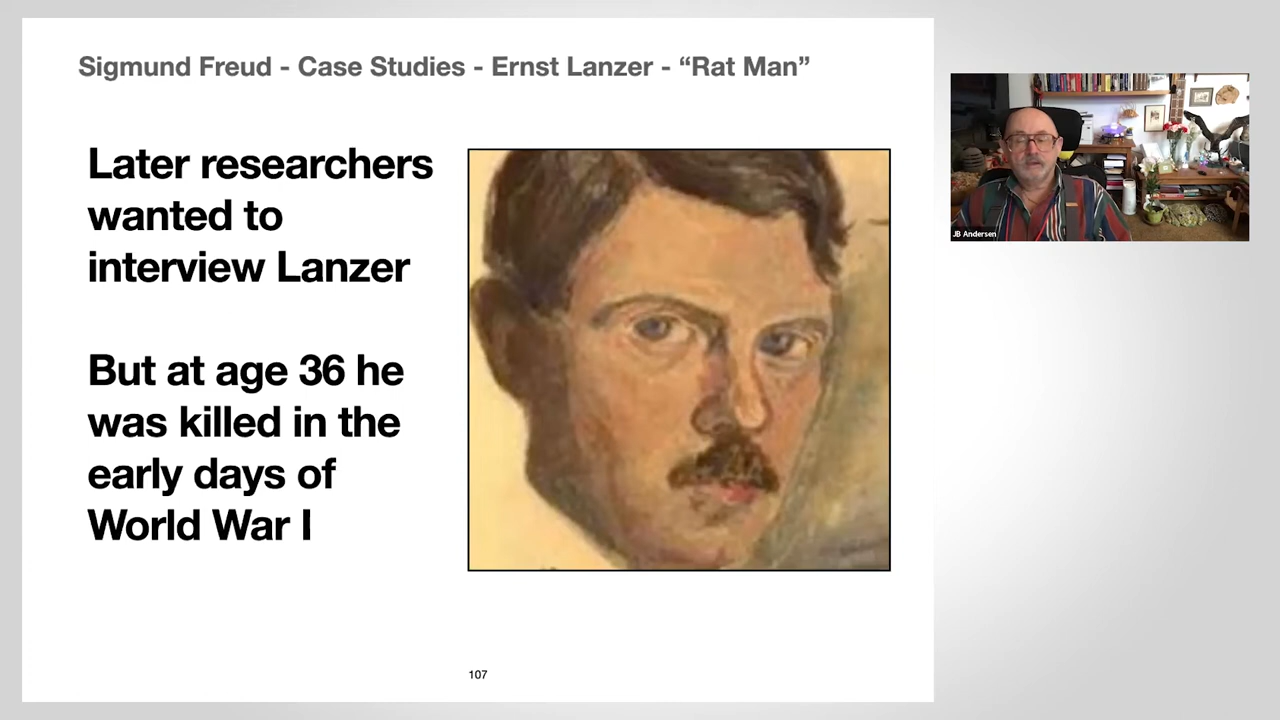 Sigmund Freud - Case Studies - Ernst Lanzer - “Rat Man”
Later researchers
wanted to
interview Lanzer
But at age 36 he
was killed in the
early days of
World War I
107
JB Andersen